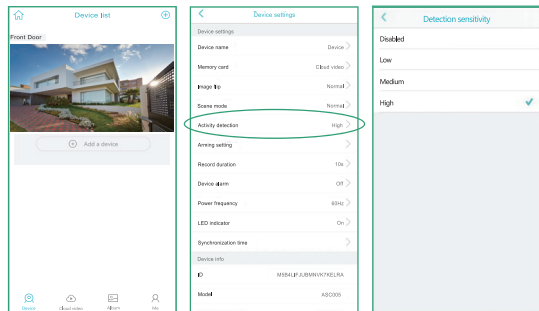 Device list
Front Door
Add a device
Device
Cloud video
Album
Me
Device settings
Device settings
Device name Device
Memory card Cloud video
Image flip Normal
Scene mode Normal
Activity detection High
Arming setting
Record duration 10s
Device alarm Off
Power frequency 60Hz
LED indicator On
Synchronization time
Device info
ID
Model ABC005
Detection sensitivity
Disabled
Low
Medium
High